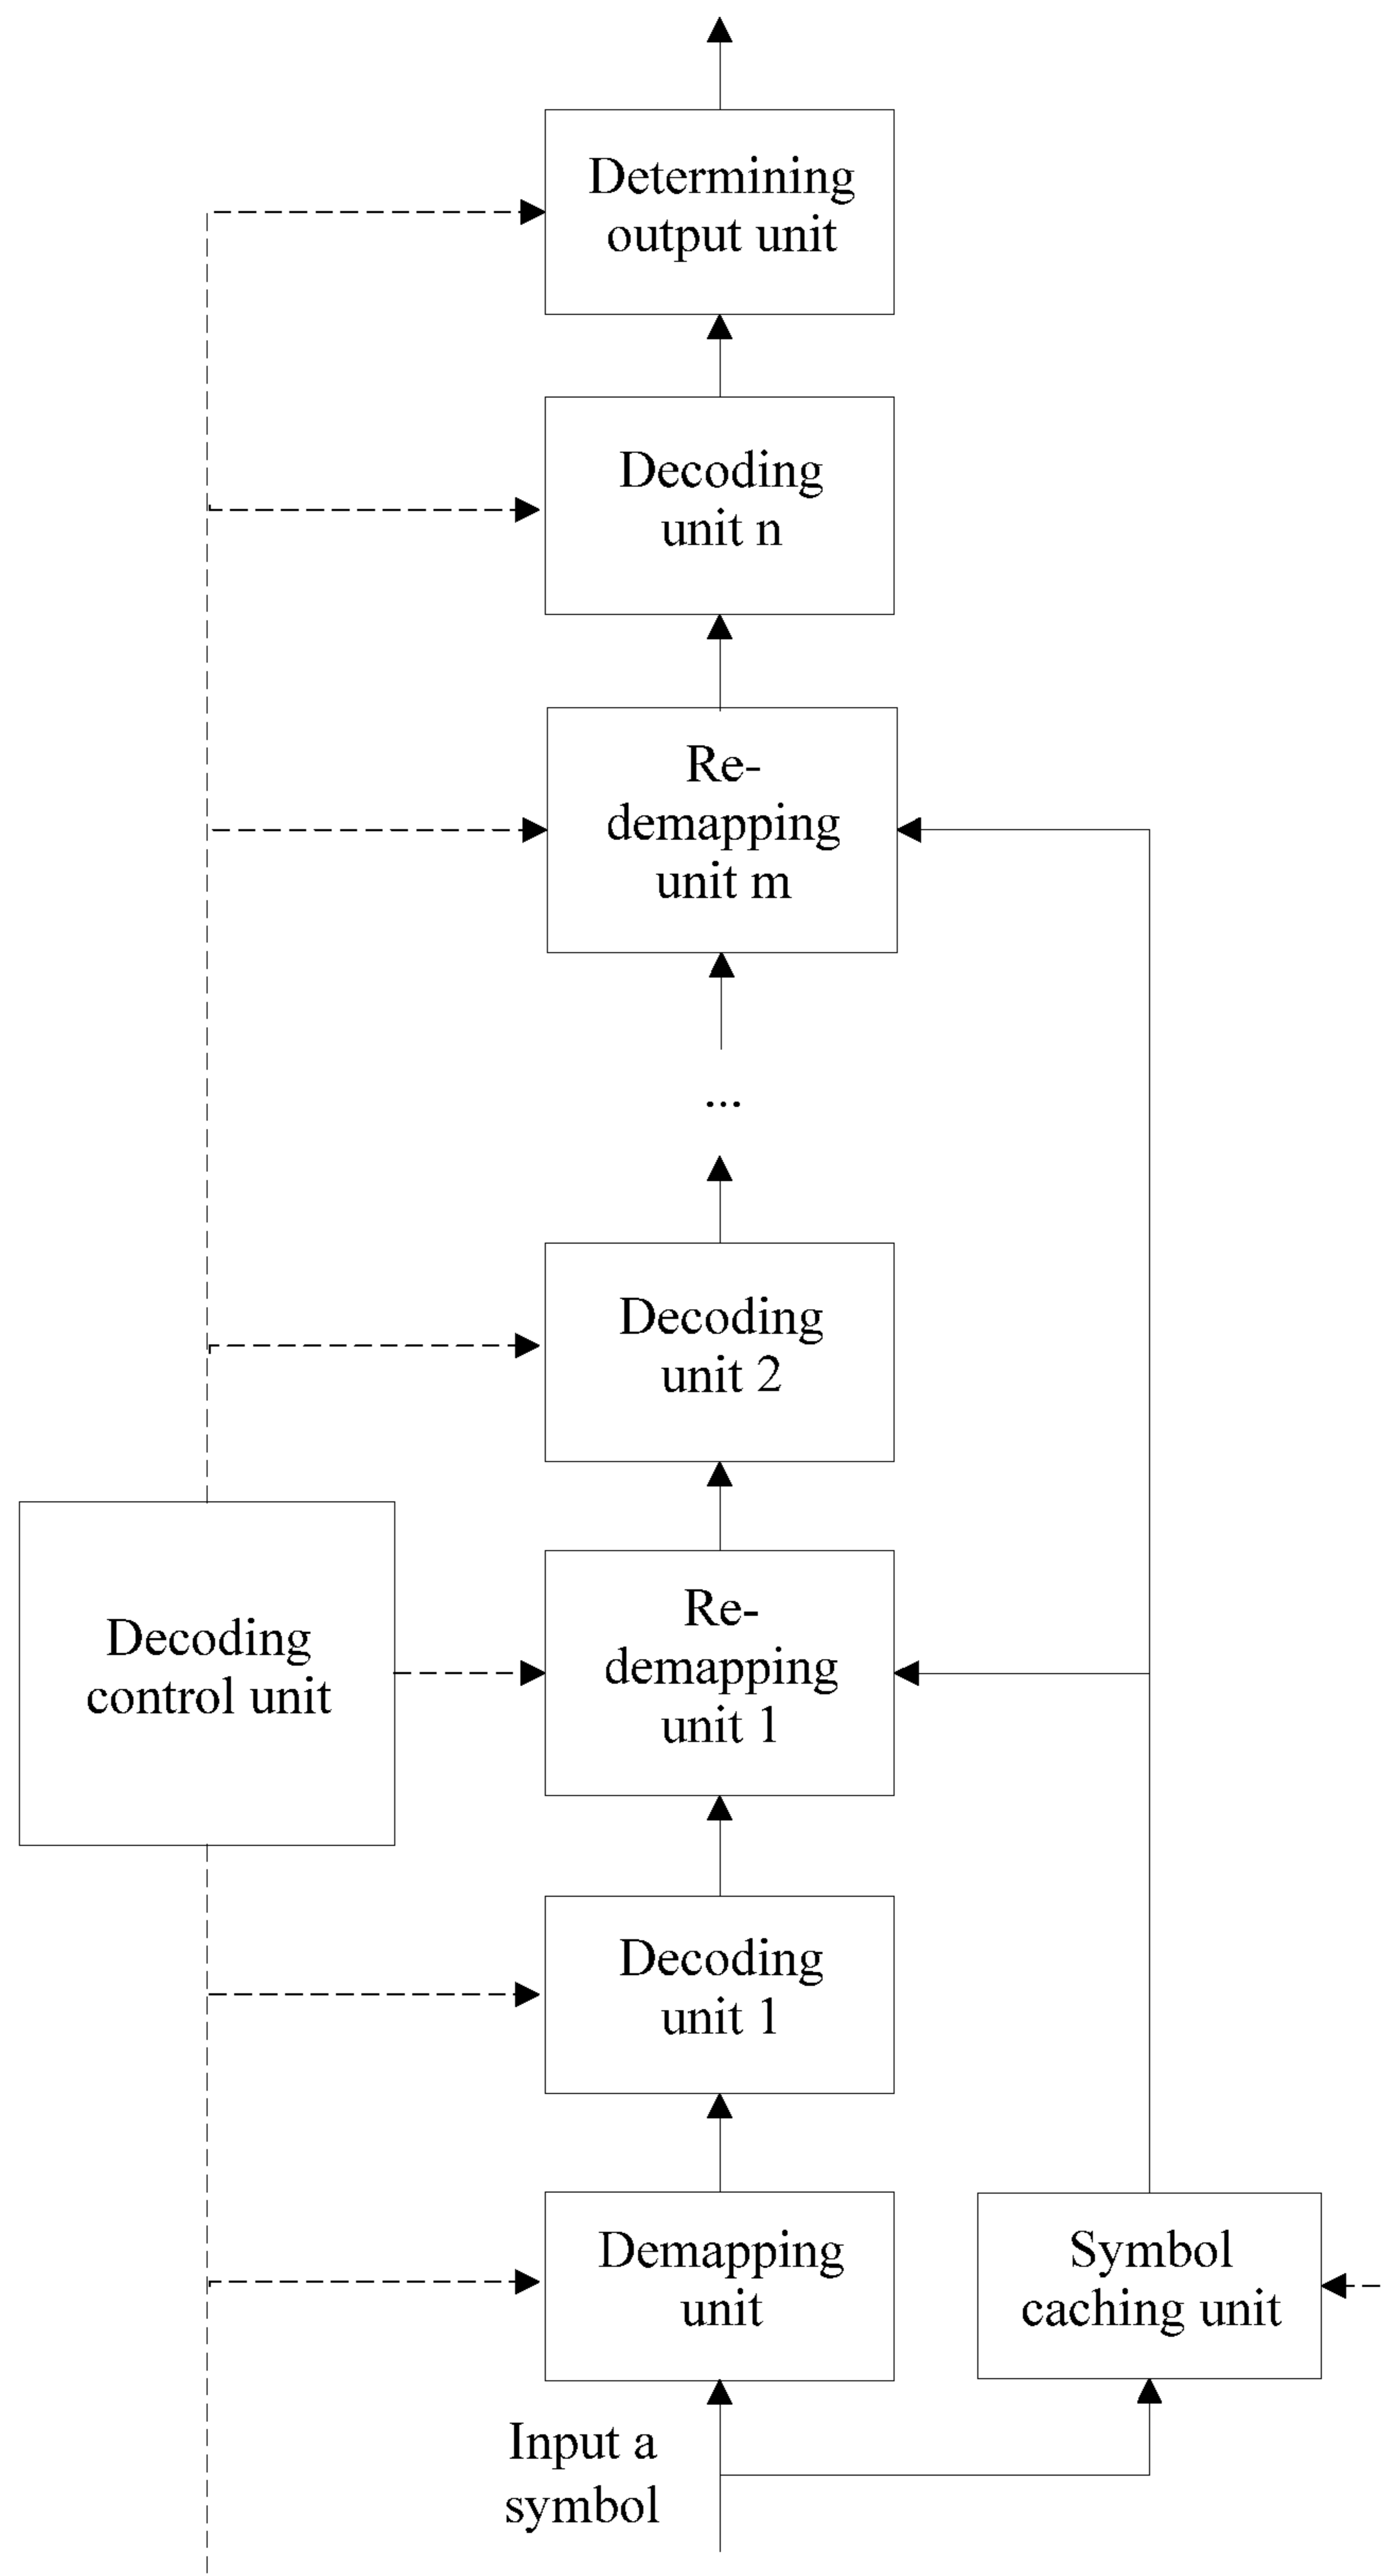 Determining
output unit
Decoding
unit n
Re-
demapping
unit m
...
Decoding
unit 2
Decoding
control unit
Re-
demapping
unit 1
Decoding
unit 1
Demapping
unit
Symbol
caching unit
Input a
symbol